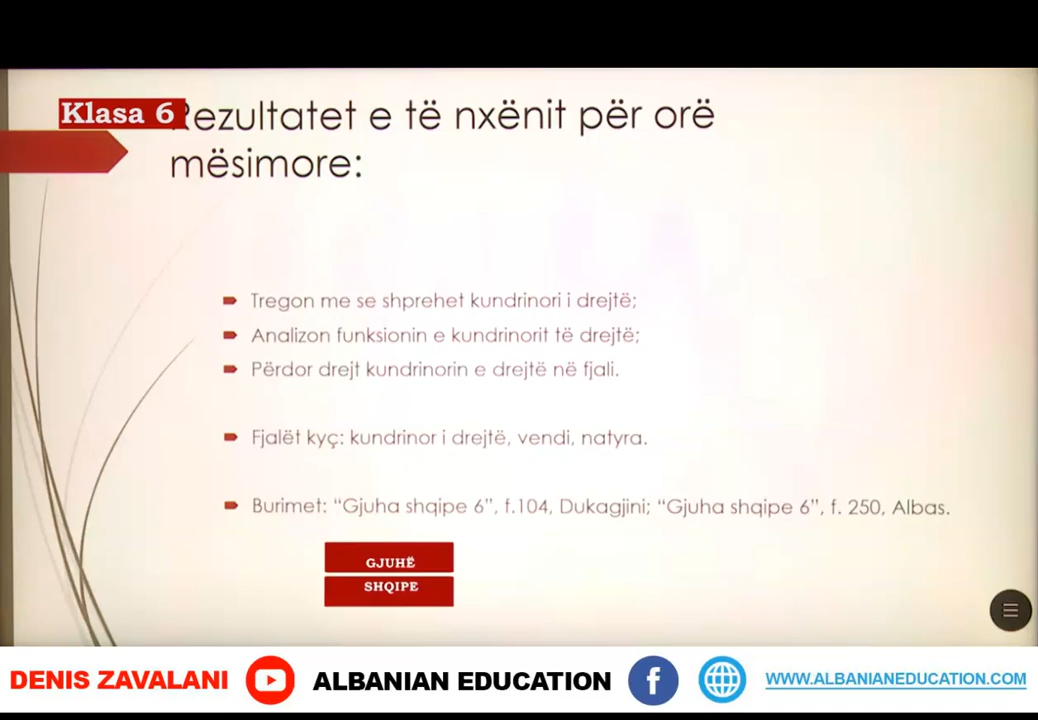 Klasa 6
Rezultatet e të nxënit për orë
mësimore:
Tregon me se shprehet kundrinori i drejtë;
Analizon funksionin e kundrinorit të drejtë;
Përdor drejt kundrinorin e drejtë në fjali.
Fjalët kyç: kundrinor i drejtë, vendi, natyra.
Burimet: “Gjuha shqipe 6”, f.104, Dukagjini; “Gjuha shqipe 6”, f. 250, Albas.
GJUHË
SHQIPE
DENIS ZAVALANI ALBANIAN EDUCATION WWW.ALBANIANEDUCATION.COM